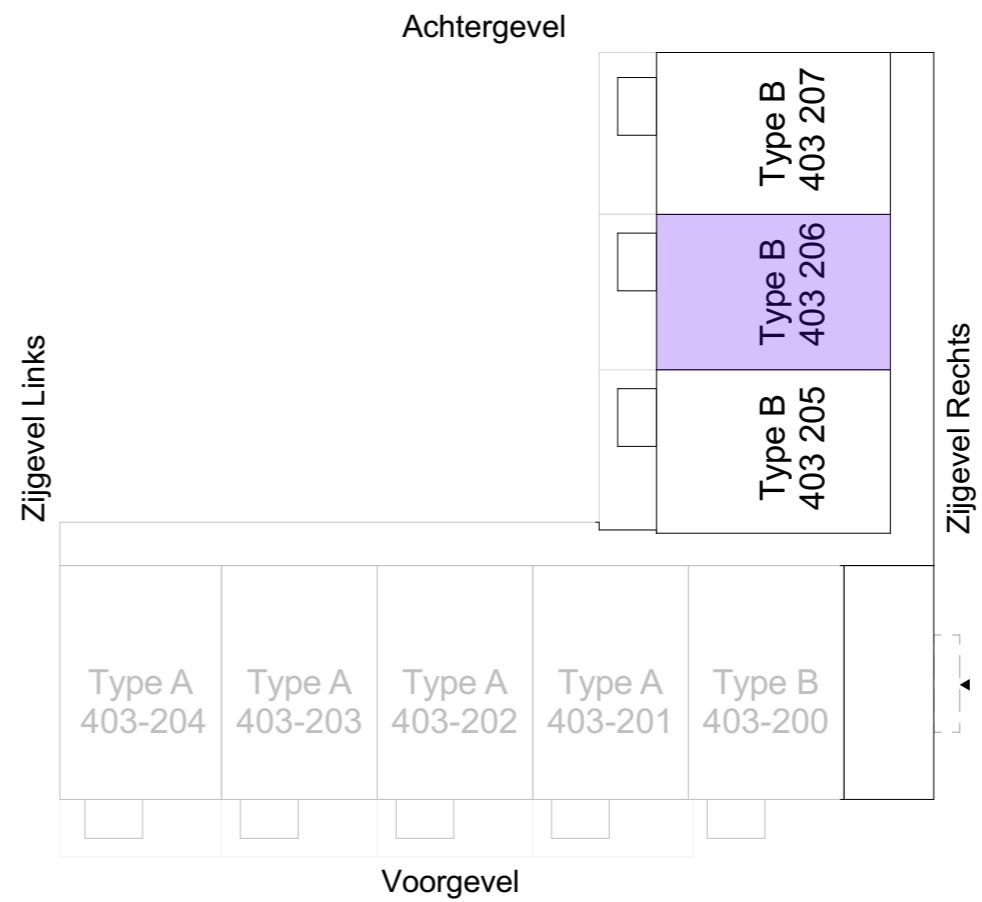 Achtergevel
Type B
403 207
Type B
403 206
Type B
403 205
Zijgevel Links
Zijgevel Rechts
Type A
403-204
Type A
403-203
Type A
403-202
Type A
403-201
Type B
403-200
Voorgevel